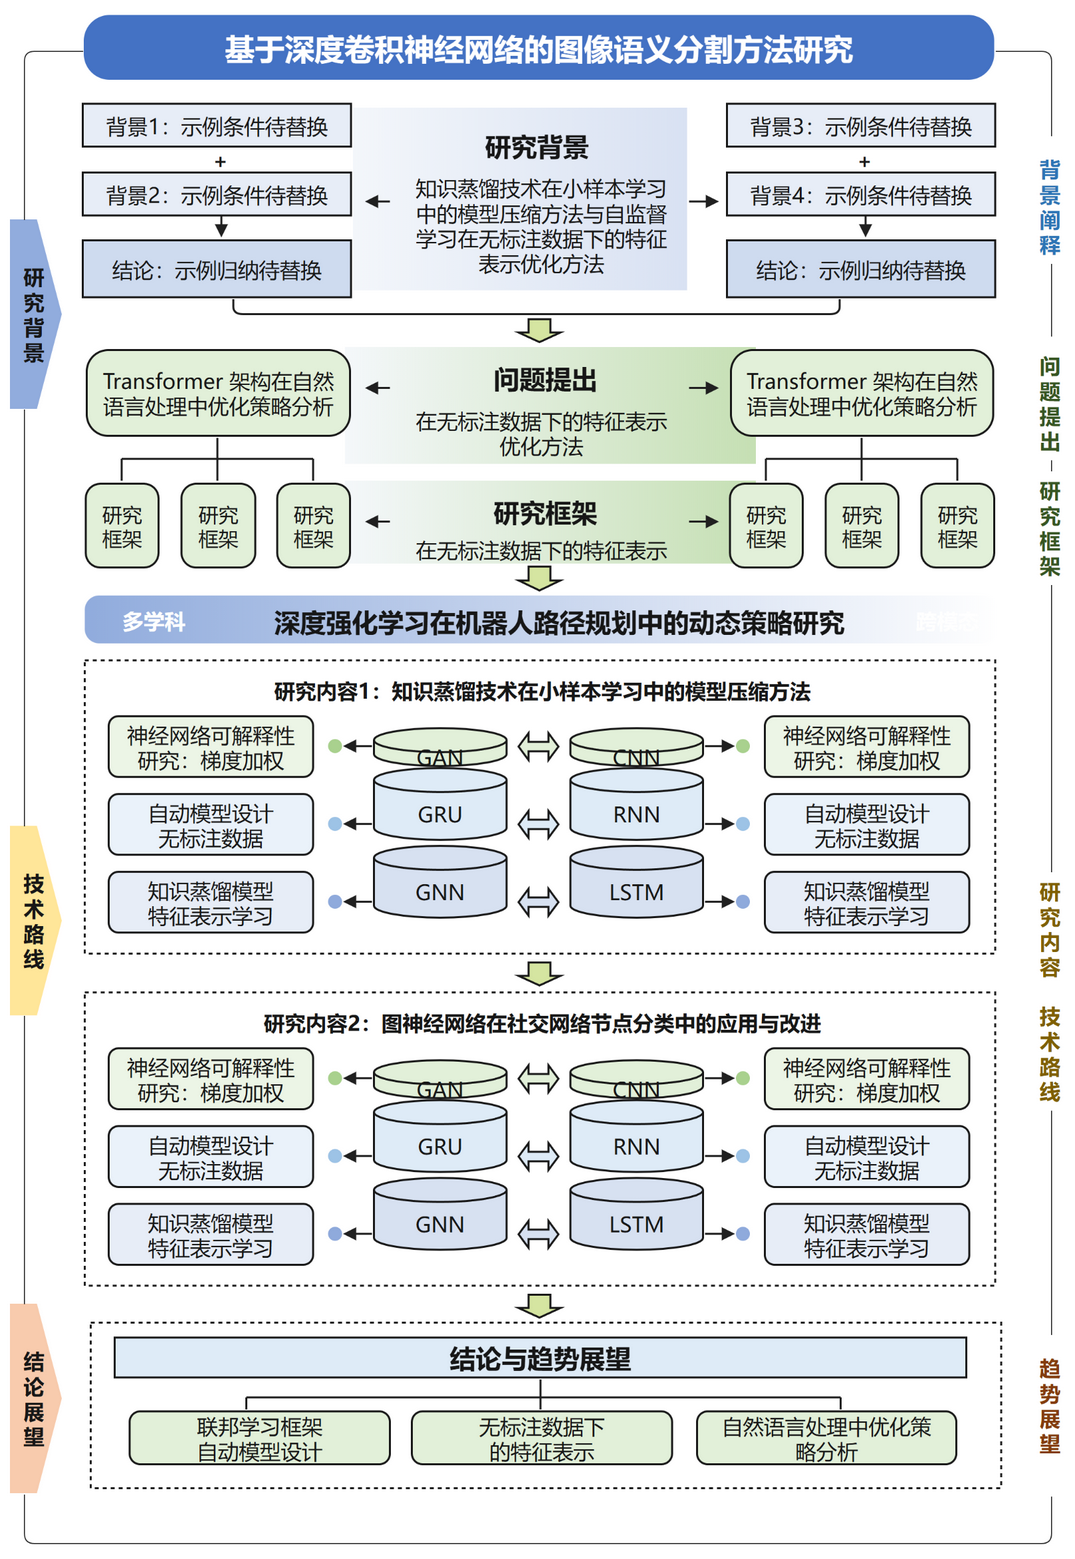 基于深度卷积神经网络的图像语义分割方法研究
背景1：示例条件待替换
+
背景2：示例条件待替换
结论：示例归纳待替换
研究背景
知识蒸馏技术在小样本学习
中的模型压缩方法与自监督
学习在无标注数据下的特征
表示优化方法
背景3：示例条件待替换
+
背景4：示例条件待替换
结论：示例归纳待替换
研究背景
背景阐释
Transformer 架构在自然
语言处理中优化策略分析
问题提出
在无标注数据下的特征表示
优化方法
Transformer 架构在自然
语言处理中优化策略分析
问题提出
研究
框架
研究
框架
研究
框架
研究框架
在无标注数据下的特征表示
研究
框架
研究
框架
研究
框架
研究框架
多学科
深度强化学习在机器人路径规划中的动态策略研究
研究内容1：知识蒸馏技术在小样本学习中的模型压缩方法
神经网络可解释性
研究：梯度加权
GAN
CNN
神经网络可解释性
研究：梯度加权
自动模型设计
无标注数据
GRU
RNN
自动模型设计
无标注数据
知识蒸馏模型
特征表示学习
GNN
LSTM
知识蒸馏模型
特征表示学习
技术路线
研究内容
技术路线
研究内容2：图神经网络在社交网络节点分类中的应用与改进
神经网络可解释性
研究：梯度加权
GAN
CNN
神经网络可解释性
研究：梯度加权
自动模型设计
无标注数据
GRU
RNN
自动模型设计
无标注数据
知识蒸馏模型
特征表示学习
GNN
LSTM
知识蒸馏模型
特征表示学习
结论与趋势展望
联邦学习框架
自动模型设计
无标注数据下
的特征表示
自然语言处理中优化策
略分析
结论展望
趋势展望